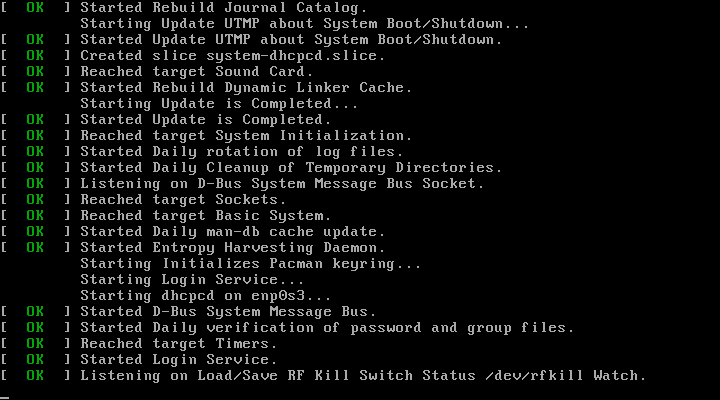 [  OK  ] Started Rebuild Journal Catalog.
         Starting Update UTMP about System Boot/Shutdown...
[  OK  ] Started Update UTMP about System Boot/Shutdown.
[  OK  ] Created slice system-dhcpcd.slice.
[  OK  ] Reached target Sound Card.
[  OK  ] Started Rebuild Dynamic Linker Cache.
         Starting Update is Completed...
[  OK  ] Started Update is Completed.
[  OK  ] Reached target System Initialization.
[  OK  ] Started Daily rotation of log files.
[  OK  ] Started Daily Cleanup of Temporary Directories.
[  OK  ] Listening on D-Bus System Message Bus Socket.
[  OK  ] Reached target Sockets.
[  OK  ] Reached target Basic System.
[  OK  ] Started Daily man-db cache update.
[  OK  ] Started Entropy Harvesting Daemon.
         Starting Initializes Pacman keyring...
         Starting Login Service...
         Starting dhcpcd on enp0s3...
[  OK  ] Started D-Bus System Message Bus.
[  OK  ] Started Daily verification of password and group files.
[  OK  ] Reached target Timers.
[  OK  ] Started Login Service.
[  OK  ] Listening on Load/Save RF Kill Switch Status /dev/rfkill Watch.